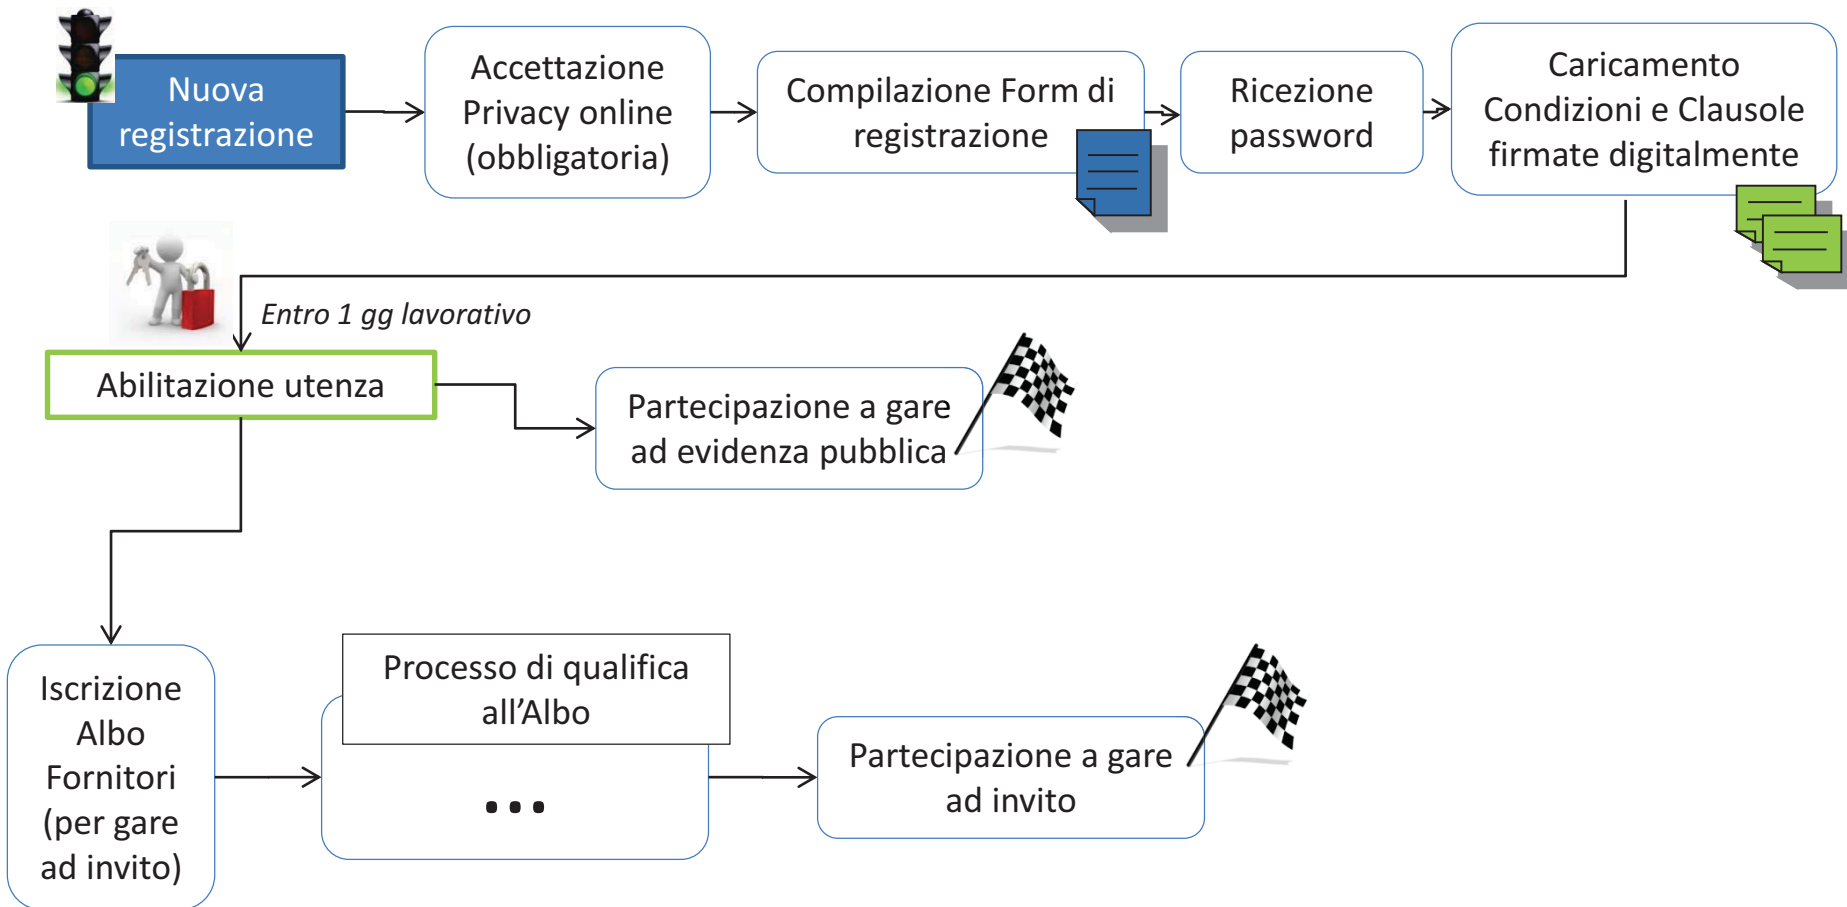 Nuova
registrazione
Accettazione
Privacy online
(obbligatoria)
Compilazione Form di
registrazione
Ricezione
password
Caricamento
Condizioni e Clausole
firmate digitalmente
Entro 1 gg lavorativo
Abilitazione utenza
Partecipazione a gare
ad evidenza pubblica
Iscrizione
Albo
Fornitori
(per gare
ad invito)
Processo di qualifica
all’Albo
...
Partecipazione a gare
ad invito